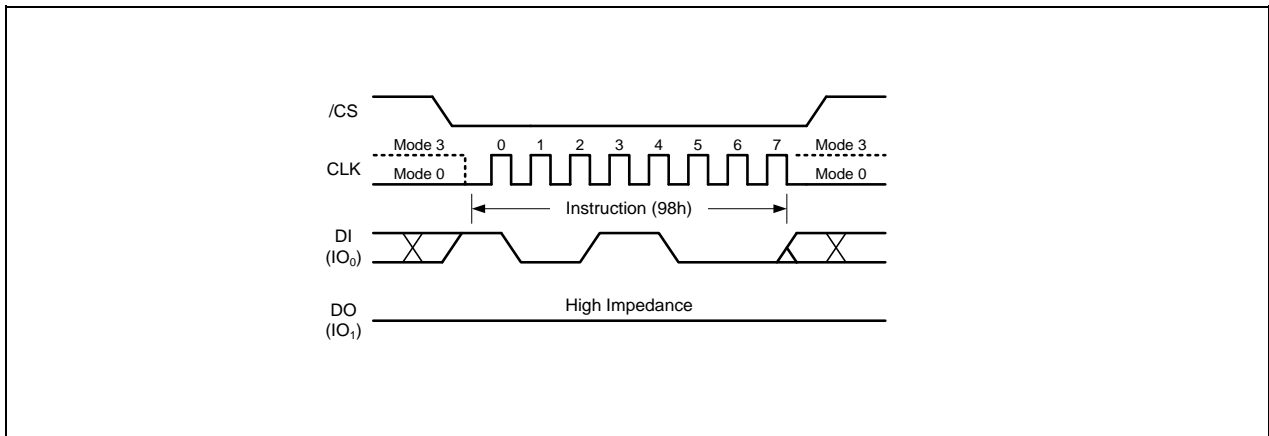 /CS
Mode 3 0 1 2 3 4 5 6 7 Mode 3
CLK
Mode 0 Mode 0
Instruction (98h)
DI
(IO₀)
High Impedance
DO
(IO₁)